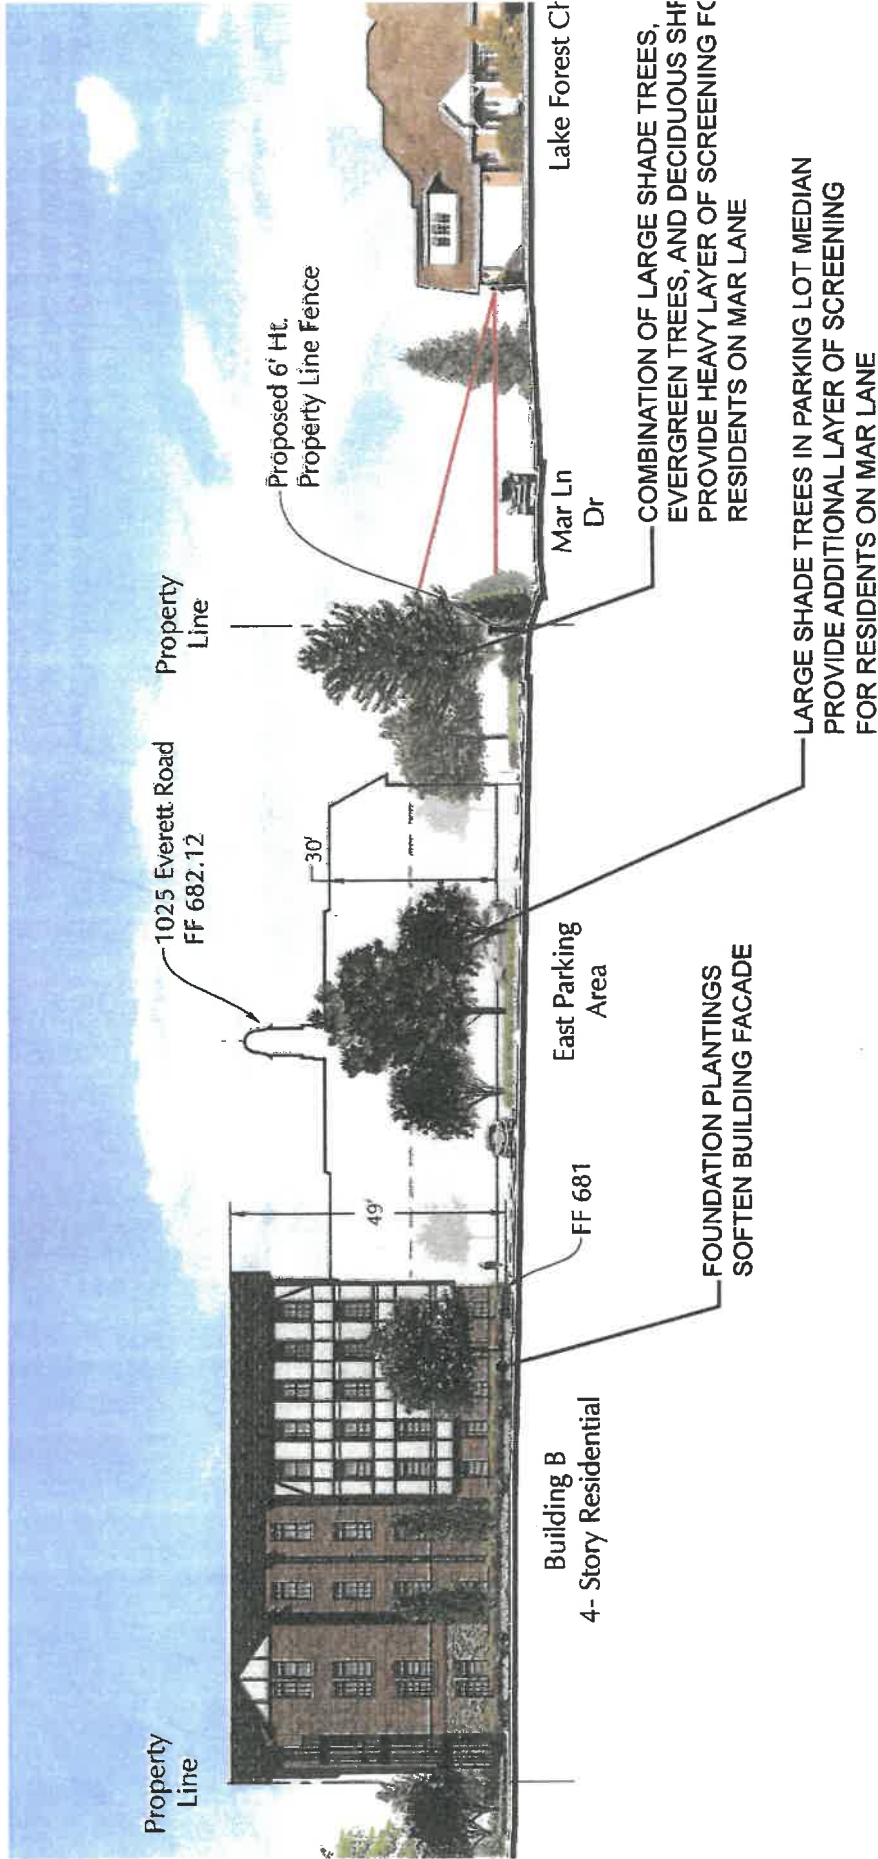 Property
Line
1025 Everett Road
FF 682.12
Property
Line
Proposed 6' Ht.
Property Line Fence
49'
30'
FF 681
Building B
4- Story Residential
East Parking
Area
Mar Ln
Dr
Lake Forest Ch
FOUNDATION PLANTINGS
SOFTEN BUILDING FACADE
LARGE SHADE TREES IN PARKING LOT MEDIAN
PROVIDE ADDITIONAL LAYER OF SCREENING
FOR RESIDENTS ON MAR LANE
COMBINATION OF LARGE SHADE TREES,
EVERGREEN TREES, AND DECIDUOUS SHR
PROVIDE HEAVY LAYER OF SCREENING FO
RESIDENTS ON MAR LANE